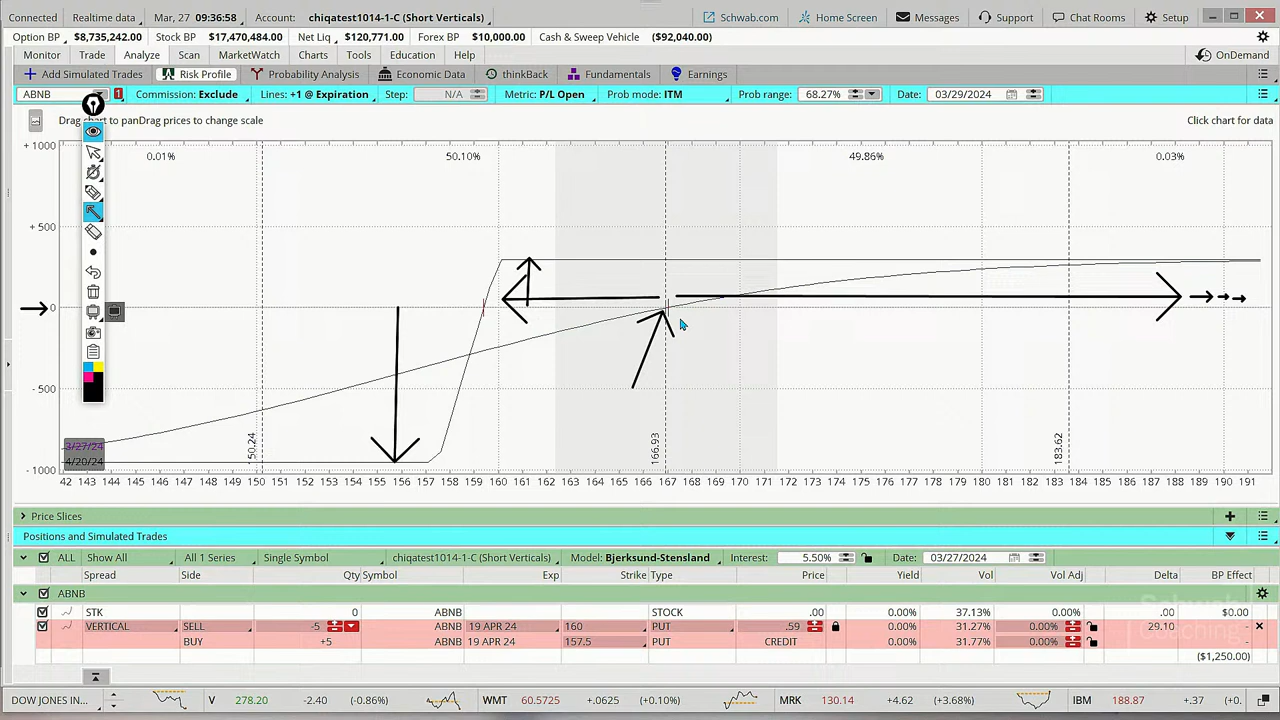 Connected Realtime data Mar, 27 09:36:58 Account: chiqatest1014-1-C (Short Verticals) Schwab.com Home Screen Messages Support Chat Rooms Setup
Option BP $8,735,242.00 Stock BP $17,470,484.00 Net Liq $120,771.00 Forex BP $10,000.00 Cash & Sweep Vehicle ($92,040.00)
Monitor Trade Analyze Scan MarketWatch Charts Tools Education Help OnDemand
Add Simulated Trades Risk Profile Probability Analysis Economic Data thinkBack Fundamentals Earnings
ABNB 1 Commission: Exclude Lines: +1 @ Expiration Step: N/A Metric: P/L Open Prob mode: ITM Prob range: 68.27% Date: 03/29/2024
Drag chart to panDrag prices to change scale Click chart for data
+1000
0.01% 50.10% 49.86% 0.03%
+500
0
-500
150.24 166.93 183.62
3/27/24
4/20/24
-1000
42 143 144 145 146 147 148 149 150 151 152 153 154 155 156 157 158 159 160 161 162 163 164 165 166 167 168 169 170 171 172 173 174 175 176 177 178 179 180 181 182 183 184 185 186 187 188 189 190 191
Price Slices
Positions and Simulated Trades
ALL Show All All 1 Series Single Symbol chiqatest1014-1-C (Short Verticals) Model: Bjerksund-Stensland Interest: 5.50% Date: 03/27/2024
Spread Side Qty Symbol Exp Strike Type Price Yield Vol Vol Adj Delta BP Effect
ABNB
STK 0 ABNB STOCK .00 0.00% 37.13% 0.00% .00 $0.00
VERTICAL SELL -5 ABNB 19 APR 24 160 PUT .59 0.00% 31.27% 0.00% 29.10 -
BUY +5 ABNB 19 APR 24 157.5 PUT CREDIT 0.00% 31.77% 0.00% -
($1,250.00)
DOW JONES IN... V 278.20 -2.40 (-0.86%) WMT 60.5725 +.0625 (+0.10%) MRK 130.14 +4.62 (+3.68%) IBM 188.87 +.37 (+0.